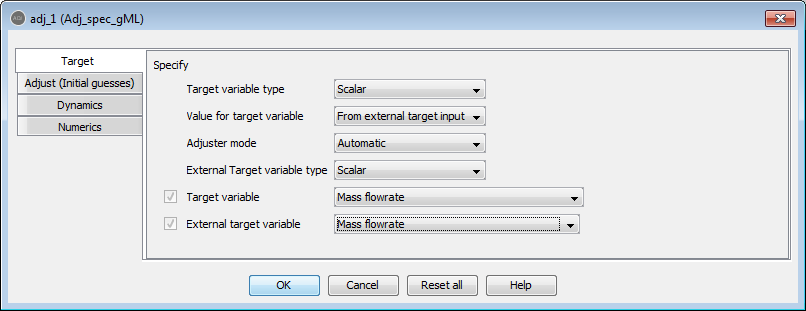 adj_1 (Adj_spec_gML)
Target
Adjust (Initial guesses)
Dynamics
Numerics
Specify
Target variable type Scalar
Value for target variable From external target input
Adjuster mode Automatic
External Target variable type Scalar
Target variable Mass flowrate
External target variable Mass flowrate
OK Cancel Reset all Help